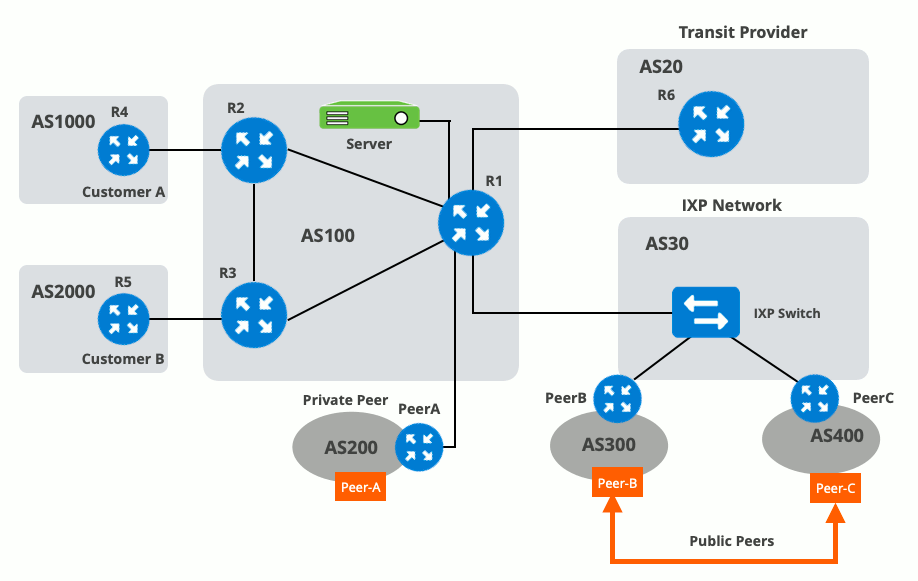 Transit Provider
AS20
R6
AS1000
R4
Customer A
R2
Server
R1
AS100
IXP Network
AS30
IXP Switch
AS2000
R5
Customer B
R3
Private Peer
PeerA
AS200
Peer-A
PeerB
AS300
Peer-B
PeerC
AS400
Peer-C
Public Peers